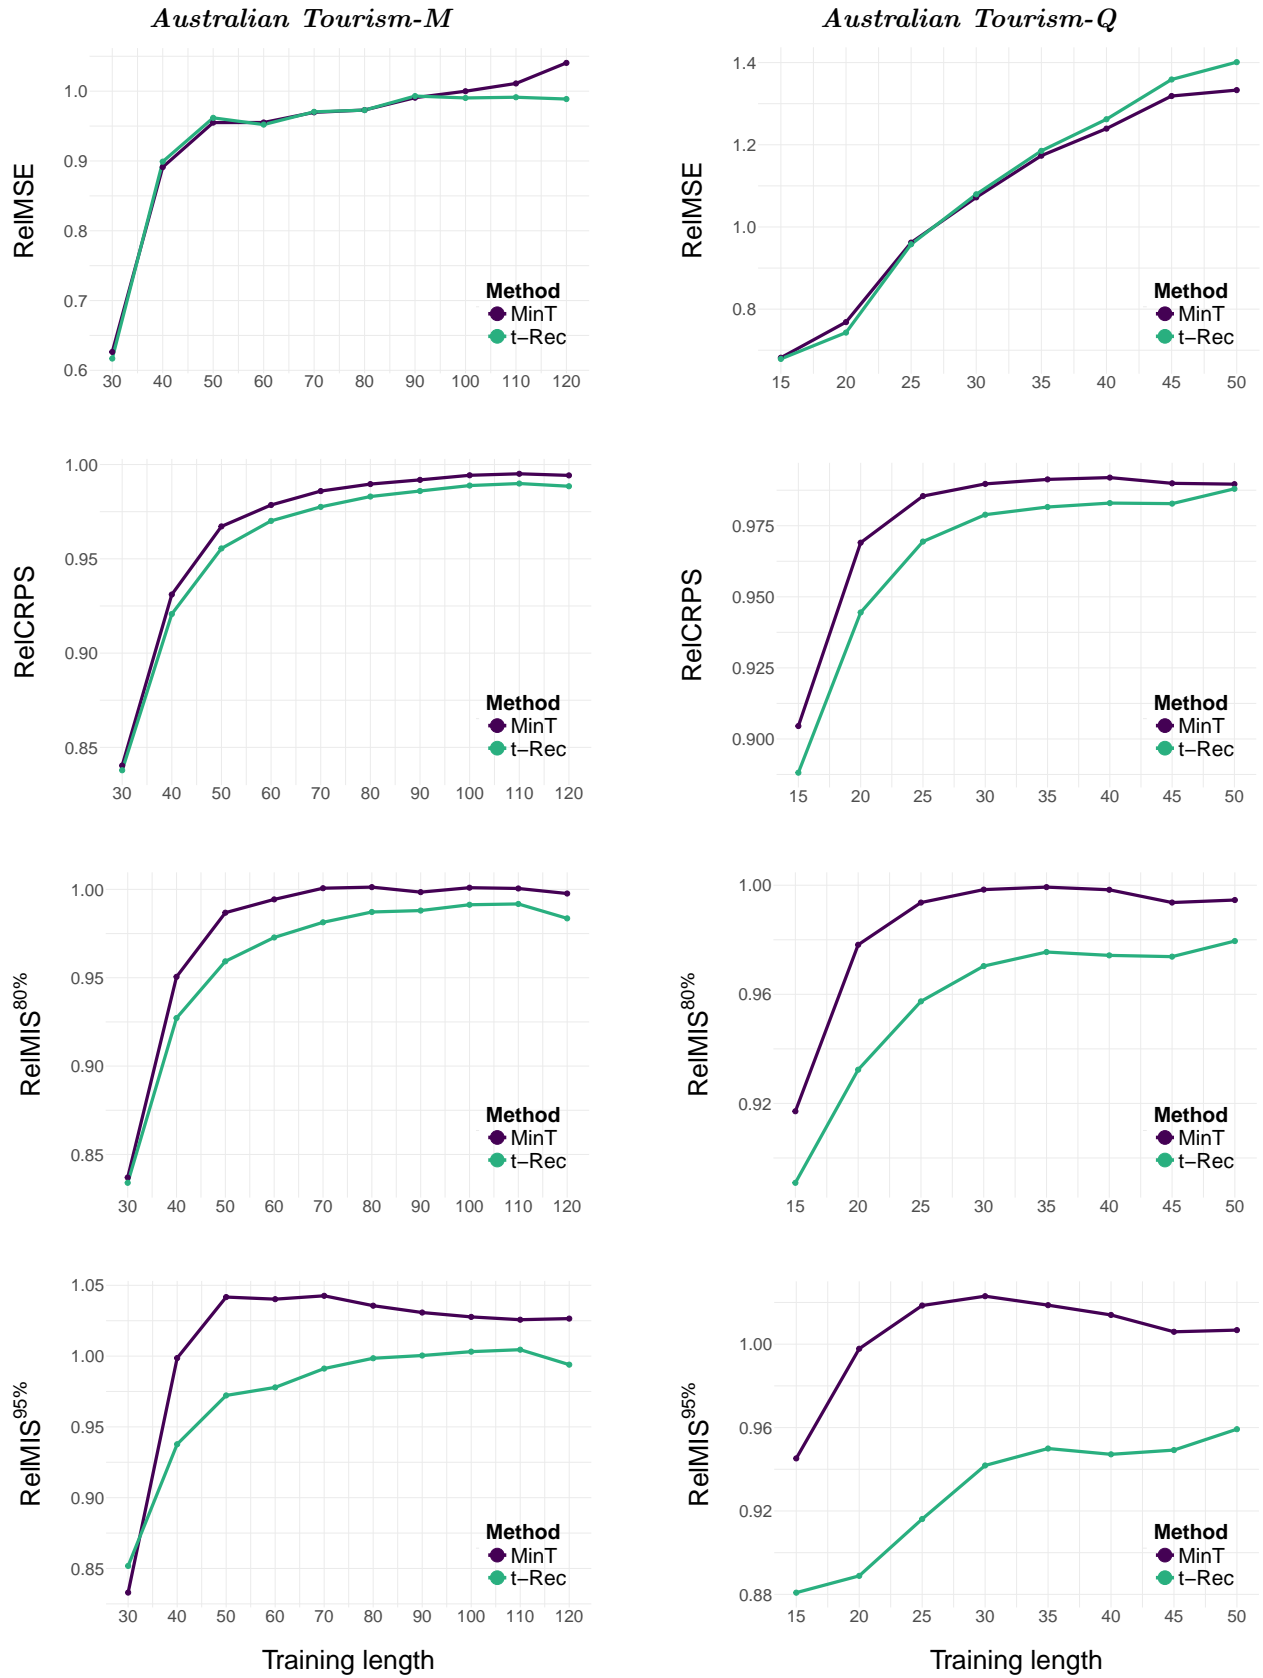 Australian Tourism-M
RelMSE
1.0
0.9
0.8
0.7
0.6
30 40 50 60 70 80 90 100 110 120
Method
MinT
t−Rec
Australian Tourism-Q
RelMSE
1.4
1.2
1.0
0.8
15 20 25 30 35 40 45 50
Method
MinT
t−Rec
RelCRPS
1.00
0.95
0.90
0.85
30 40 50 60 70 80 90 100 110 120
Method
MinT
t−Rec
RelCRPS
0.975
0.950
0.925
0.900
15 20 25 30 35 40 45 50
Method
MinT
t−Rec
RelMIS80%
1.00
0.95
0.90
0.85
30 40 50 60 70 80 90 100 110 120
Method
MinT
t−Rec
RelMIS80%
1.00
0.96
0.92
15 20 25 30 35 40 45 50
Method
MinT
t−Rec
RelMIS95%
1.05
1.00
0.95
0.90
0.85
30 40 50 60 70 80 90 100 110 120
Method
MinT
t−Rec
Training length
RelMIS95%
1.00
0.96
0.92
0.88
15 20 25 30 35 40 45 50
Method
MinT
t−Rec
Training length